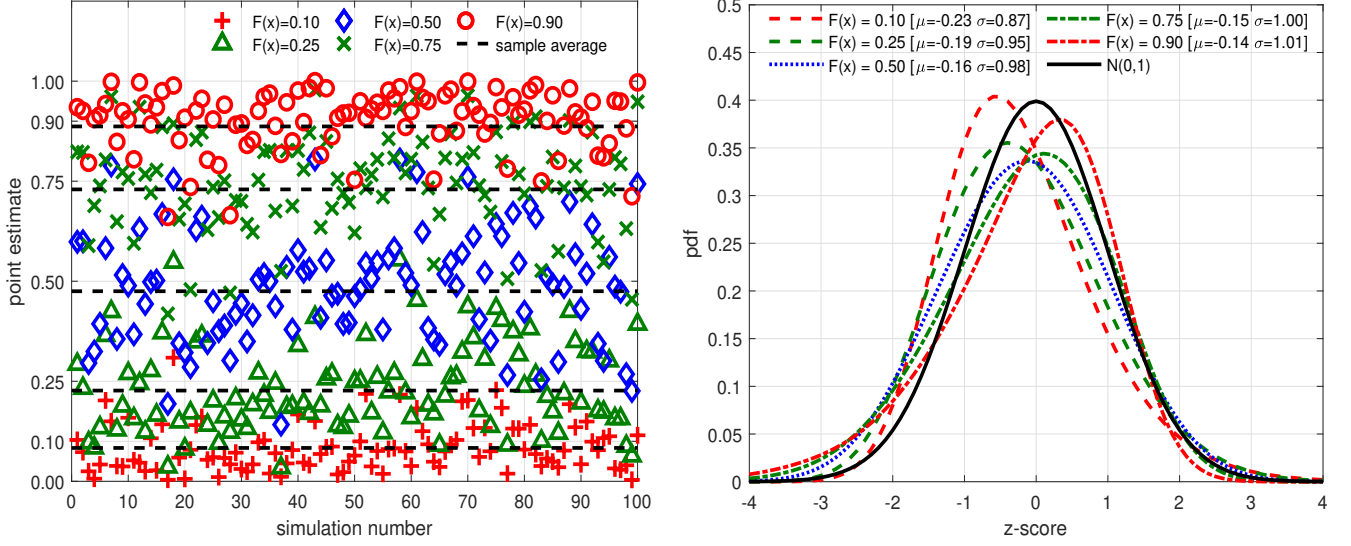 F(x)=0.10 F(x)=0.50 F(x)=0.90
F(x)=0.25 F(x)=0.75 sample average
1.00
0.90
0.75
0.50
0.25
0.10
0.00
point estimate
0 10 20 30 40 50 60 70 80 90 100
simulation number
F(x) = 0.10 [μ=-0.23 σ=0.87] F(x) = 0.75 [μ=-0.15 σ=1.00]
F(x) = 0.25 [μ=-0.19 σ=0.95] F(x) = 0.90 [μ=-0.14 σ=1.01]
F(x) = 0.50 [μ=-0.16 σ=0.98] N(0,1)
0.5
0.45
0.4
0.35
0.3
0.25
0.2
0.15
0.1
0.05
0
pdf
-4 -3 -2 -1 0 1 2 3 4
z-score